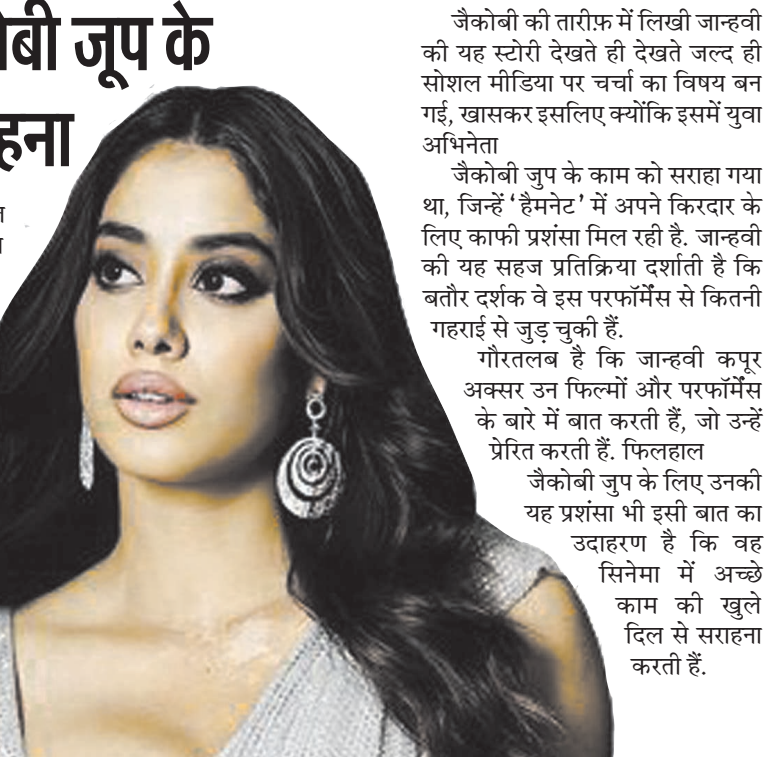 बी जूप के
हना
जैकोबी की तारीफ़ में लिखी जान्हवी
की यह स्टोरी देखते ही देखते जल्द ही
सोशल मीडिया पर चर्चा का विषय बन
गई, खासकर इसलिए क्योंकि इसमें युवा
अभिनेता
जैकोबी जुप के काम को सराहा गया
था, जिन्हें ‘हैमनेट’ में अपने किरदार के
लिए काफी प्रशंसा मिल रही है. जान्हवी
की यह सहज प्रतिक्रिया दर्शाती है कि
बतौर दर्शक वे इस परफॉर्मेंस से कितनी
गहराई से जुड़ चुकी हैं.
गौरतलब है कि जान्हवी कपूर
अक्सर उन फिल्मों और परफॉर्मेंस
के बारे में बात करती हैं, जो उन्हें
प्रेरित करती हैं. फिलहाल
जैकोबी जुप के लिए उनकी
यह प्रशंसा भी इसी बात का
उदाहरण है कि वह
सिनेमा में अच्छे
काम की खुले
दिल से सराहना
करती हैं.